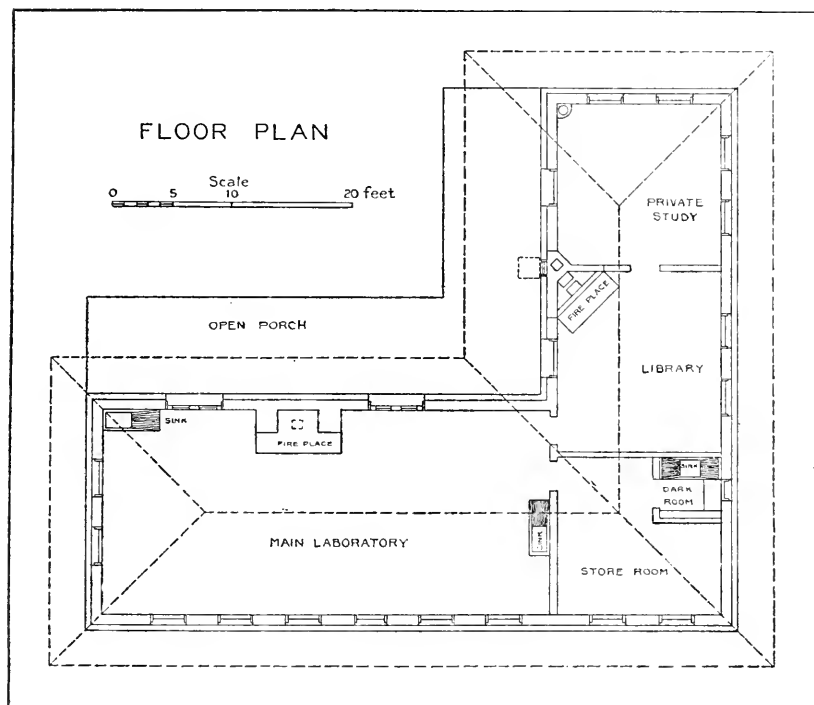 FLOOR PLAN
Scale
0 5 10 20 feet
PRIVATE
STUDY
FIRE PLACE
OPEN PORCH
LIBRARY
SINK
FIRE PLACE
SINK
DARK
ROOM
MAIN LABORATORY
SINK
STORE ROOM